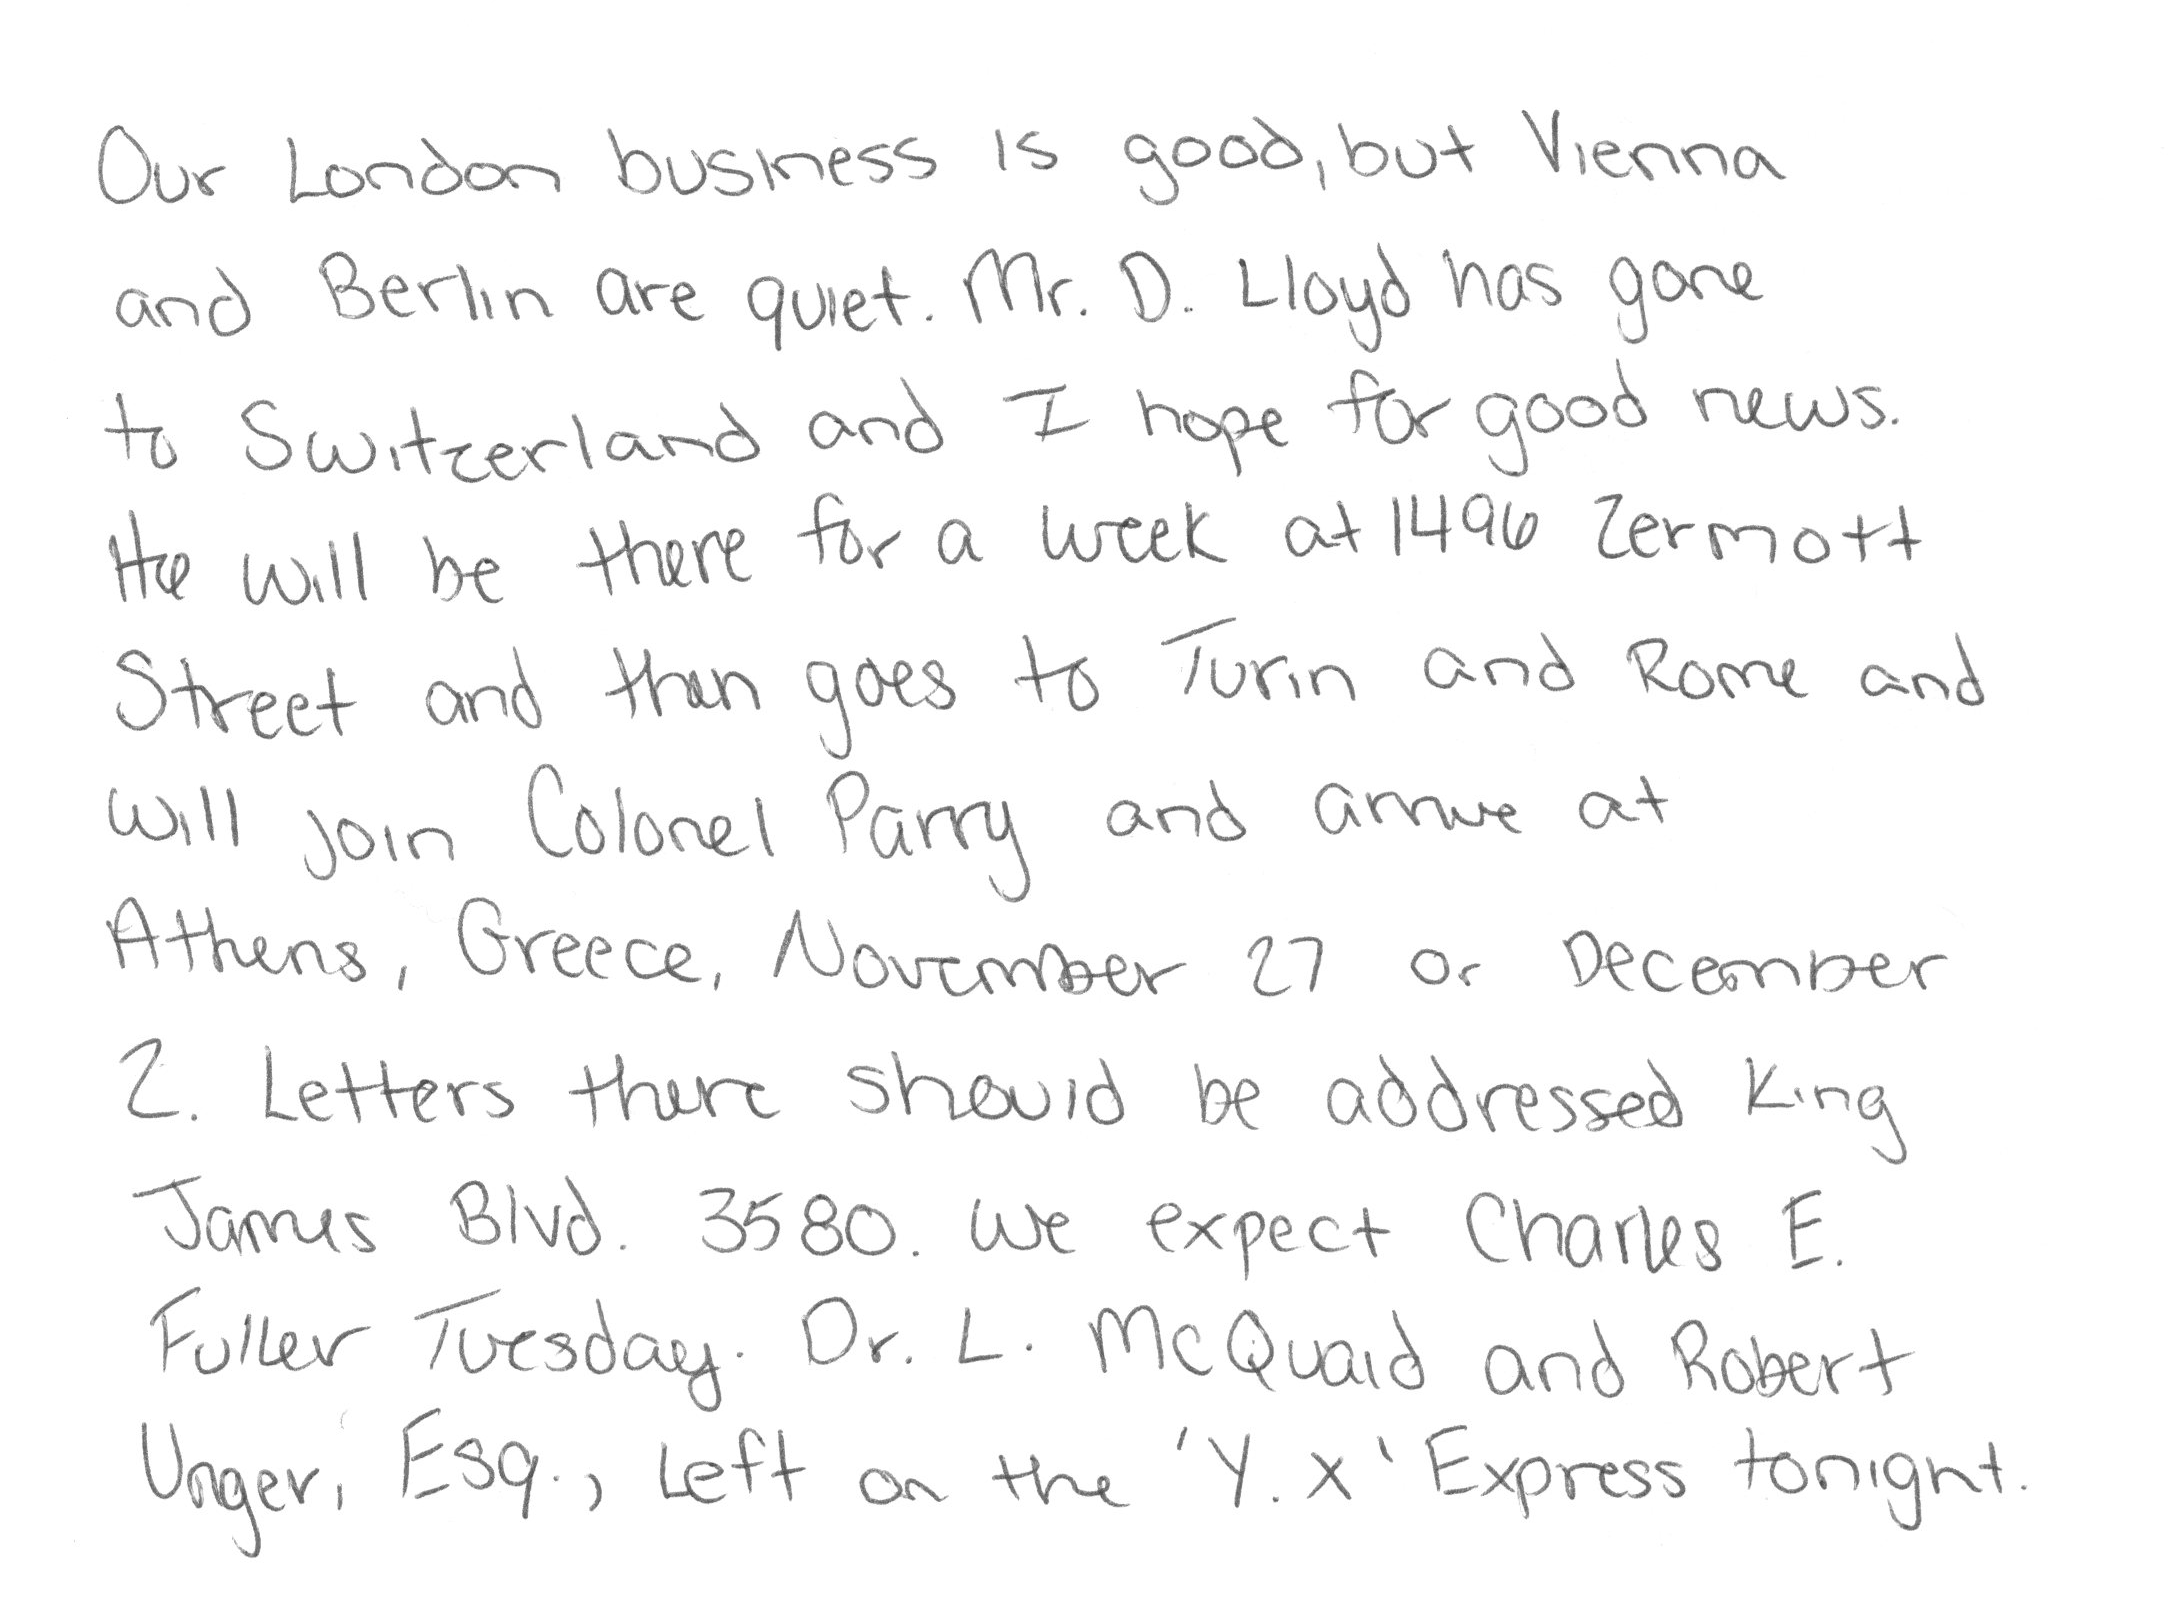 Our London business is good, but Vienna
and Berlin are quiet. Mr. D. Lloyd has gone
to Switzerland and I hope for good news.
He will be there for a week at 1496 Zermott
Street and then goes to Turin and Rome and
will join Colonel Parry and arrive at
Athens, Greece, November 27 or December
2. Letters there should be addressed King
James Blvd. 3580. We expect Charles E.
Fuller Tuesday. Dr. L. McQuaid and Robert
Unger, Esq., left on the 'Y.X' Express tonight.